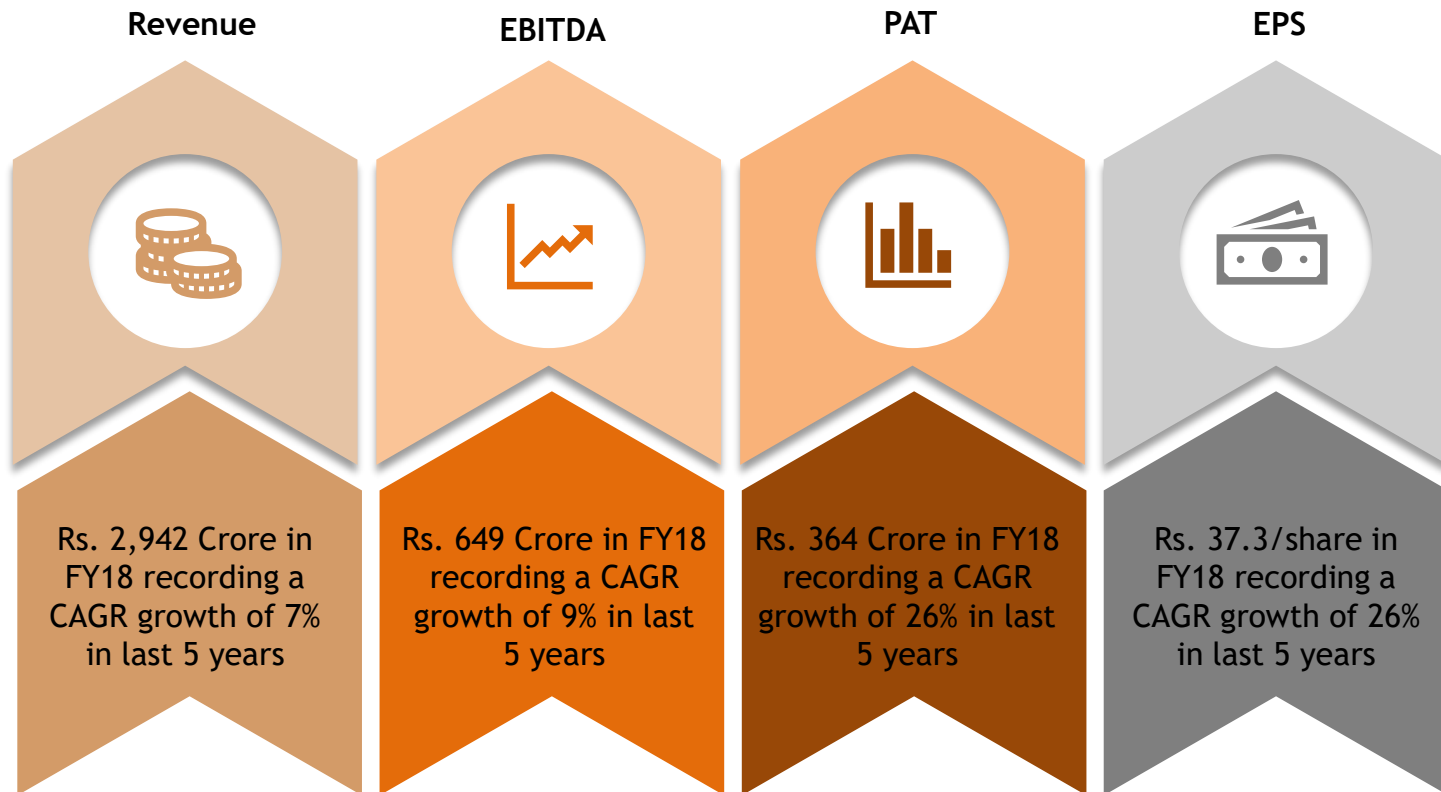 Revenue
Rs. 2,942 Crore in
FY18 recording a
CAGR growth of 7%
in last 5 years
EBITDA
Rs. 649 Crore in FY18
recording a CAGR
growth of 9% in last
5 years
PAT
Rs. 364 Crore in FY18
recording a CAGR
growth of 26% in last
5 years
EPS
Rs. 37.3/share in
FY18 recording a
CAGR growth of 26%
in last 5 years